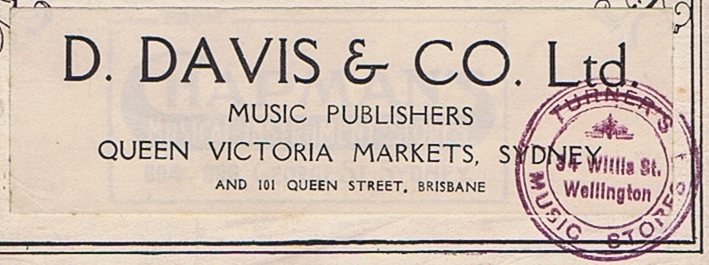 D. DAVIS & CO. Ltd.
MUSIC PUBLISHERS
QUEEN VICTORIA MARKETS, SYDNEY
AND 101 QUEEN STREET, BRISBANE
TURNER'S
34 Willis St.
Wellington
MUSIC STORES